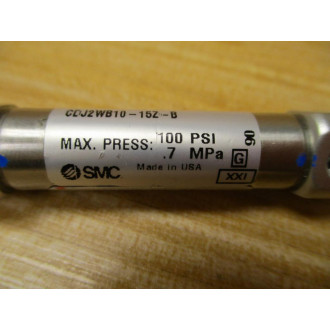 CDJ2WB10-15Z-B
MAX. PRESS: 100 PSI
.7 MPa
G
90
SMC
Made in USA
XXI